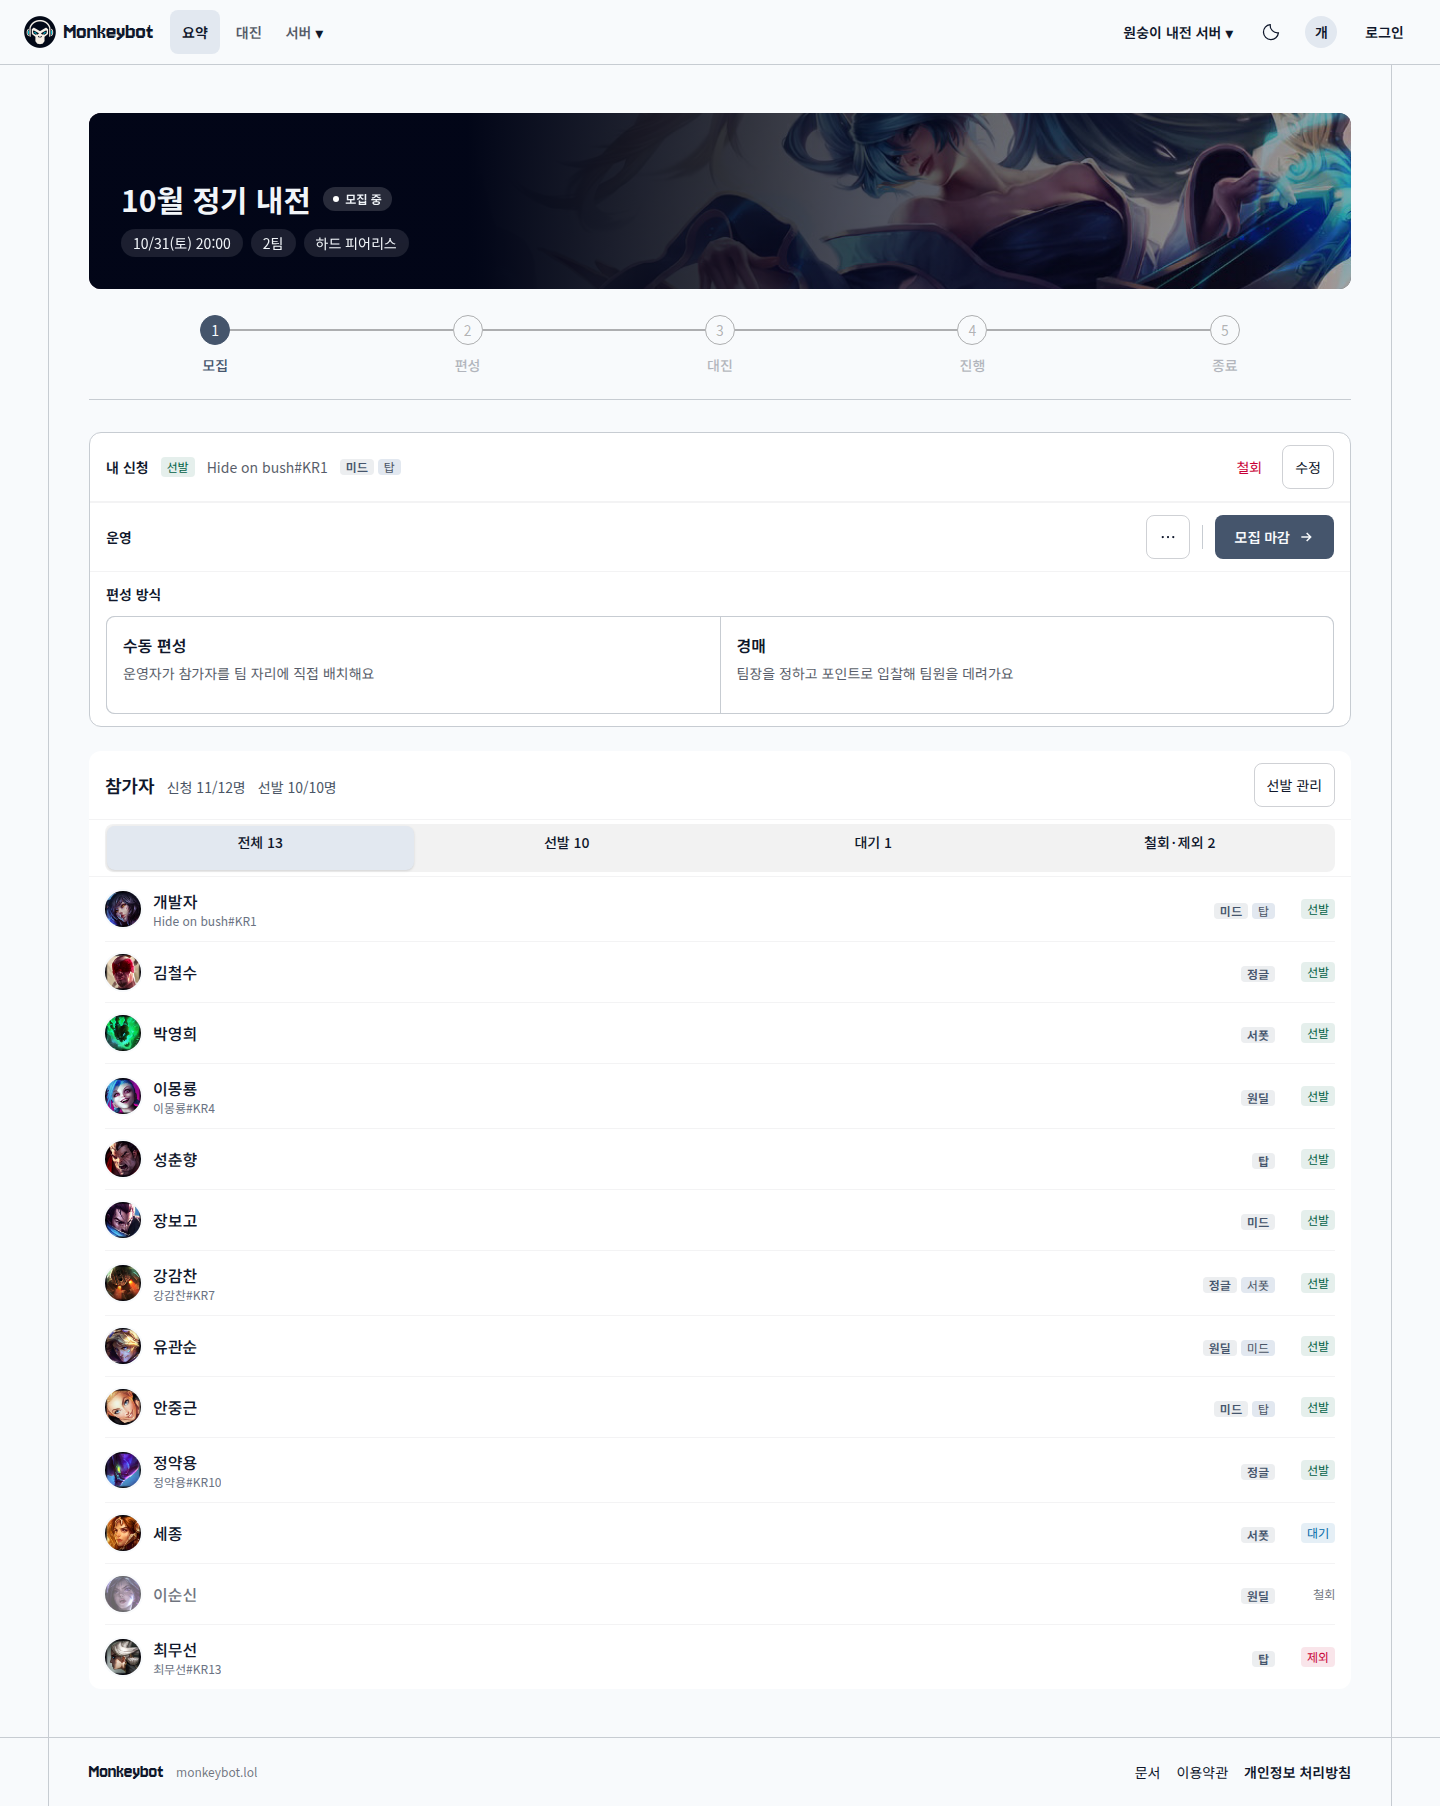 Monkeybot 요약 대진 서버 ▾ 원숭이 내전 서버 ▾ 개 로그인
10월 정기 내전 모집 중
10/31(토) 20:00 2팀 하드 피어리스
1 2 3 4 5
모집 편성 대진 진행 종료
내 신청 선발 Hide on bush#KR1 미드 탑 철회 수정
운영 ... 모집 마감 →
편성 방식
수동 편성 경매
운영자가 참가자를 팀 자리에 직접 배치해요 팀장을 정하고 포인트로 입찰해 팀원을 데려가요
참가자 신청 11/12명 선발 10/10명 선발 관리
전체 13 선발 10 대기 1 철회·제외 2
개발자 미드 탑 선발
Hide on bush#KR1
김철수 정글 선발
박영희 서폿 선발
이몽룡 원딜 선발
이몽룡#KR4
성춘향 탑 선발
장보고 미드 선발
강감찬 정글 서폿 선발
강감찬#KR7
유관순 원딜 미드 선발
안중근 미드 탑 선발
정약용 정글 선발
정약용#KR10
세종 서폿 대기
이순신 원딜 철회
최무선 탑 제외
최무선#KR13
Monkeybot monkeybot.lol 문서 이용약관 개인정보 처리방침